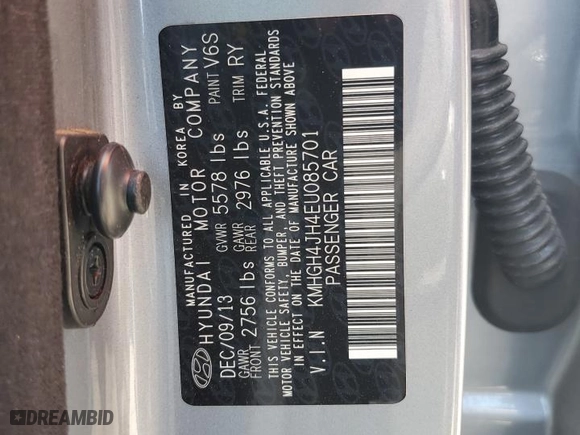 MANUFACTURED IN KOREA BY
HYUNDAI MOTOR COMPANY
DEC/09/13 GVWR 5578 lbs PAINT V6S
GAWR FRONT 2756 lbs GAWR REAR 2976 lbs TRIM RY
THIS VEHICLE CONFORMS TO ALL APPLICABLE U.S.A. FEDERAL
MOTOR VEHICLE SAFETY, BUMPER, AND THEFT PREVENTION STANDARDS
IN EFFECT ON THE DATE OF MANUFACTURE SHOWN ABOVE
V.I.N KMHGH4JH4EU085701
PASSENGER CAR
DREAMBID